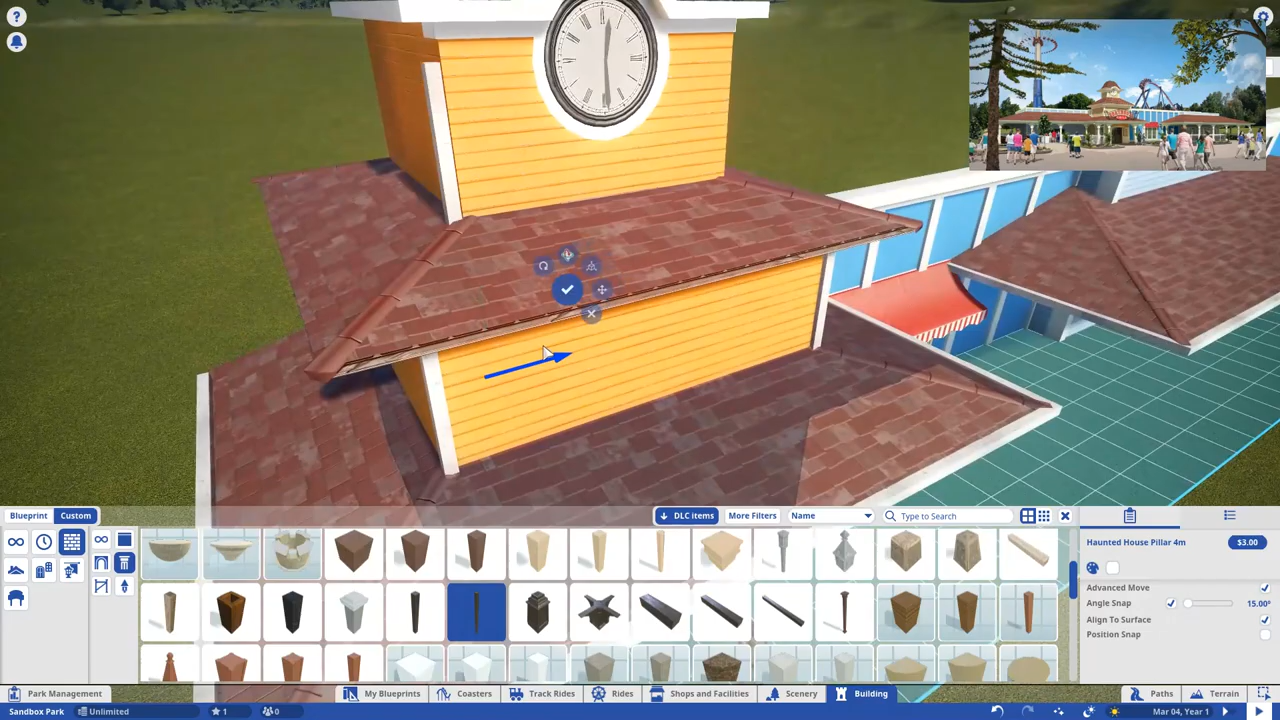 ?
Blueprint
Custom
DLC items
More Filters
Name
Type to Search
Haunted House Pillar 4m
$3.00
Advanced Move
Angle Snap
15.00°
Align To Surface
Position Snap
Park Management
My Blueprints
Coasters
Track Rides
Rides
Shops and Facilities
Scenery
Building
Paths
Terrain
Sandbox Park
Unlimited
1
0
Mar 04, Year 1